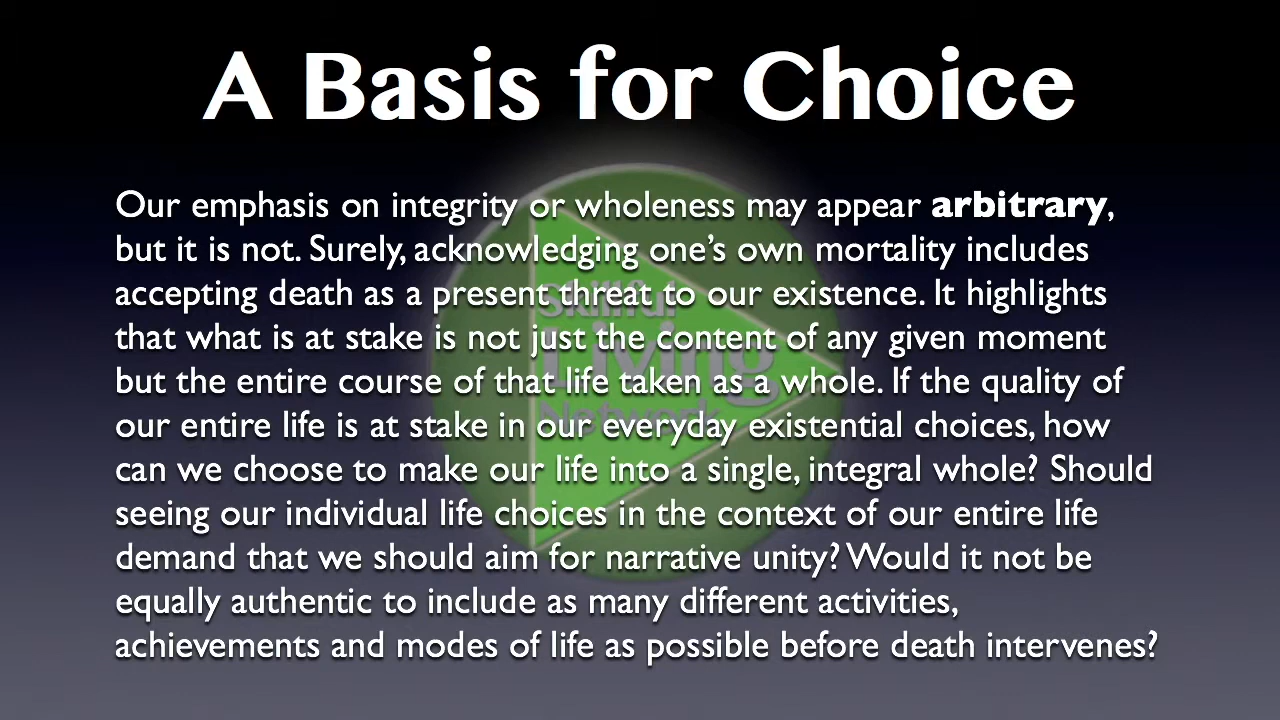 A Basis for Choice
Our emphasis on integrity or wholeness may appear arbitrary,
but it is not. Surely, acknowledging one’s own mortality includes
accepting death as a present threat to our existence. It highlights
that what is at stake is not just the content of any given moment
but the entire course of that life taken as a whole. If the quality of
our entire life is at stake in our everyday existential choices, how
can we choose to make our life into a single, integral whole? Should
seeing our individual life choices in the context of our entire life
demand that we should aim for narrative unity? Would it not be
equally authentic to include as many different activities,
achievements and modes of life as possible before death intervenes?
Skilful
Living
Network